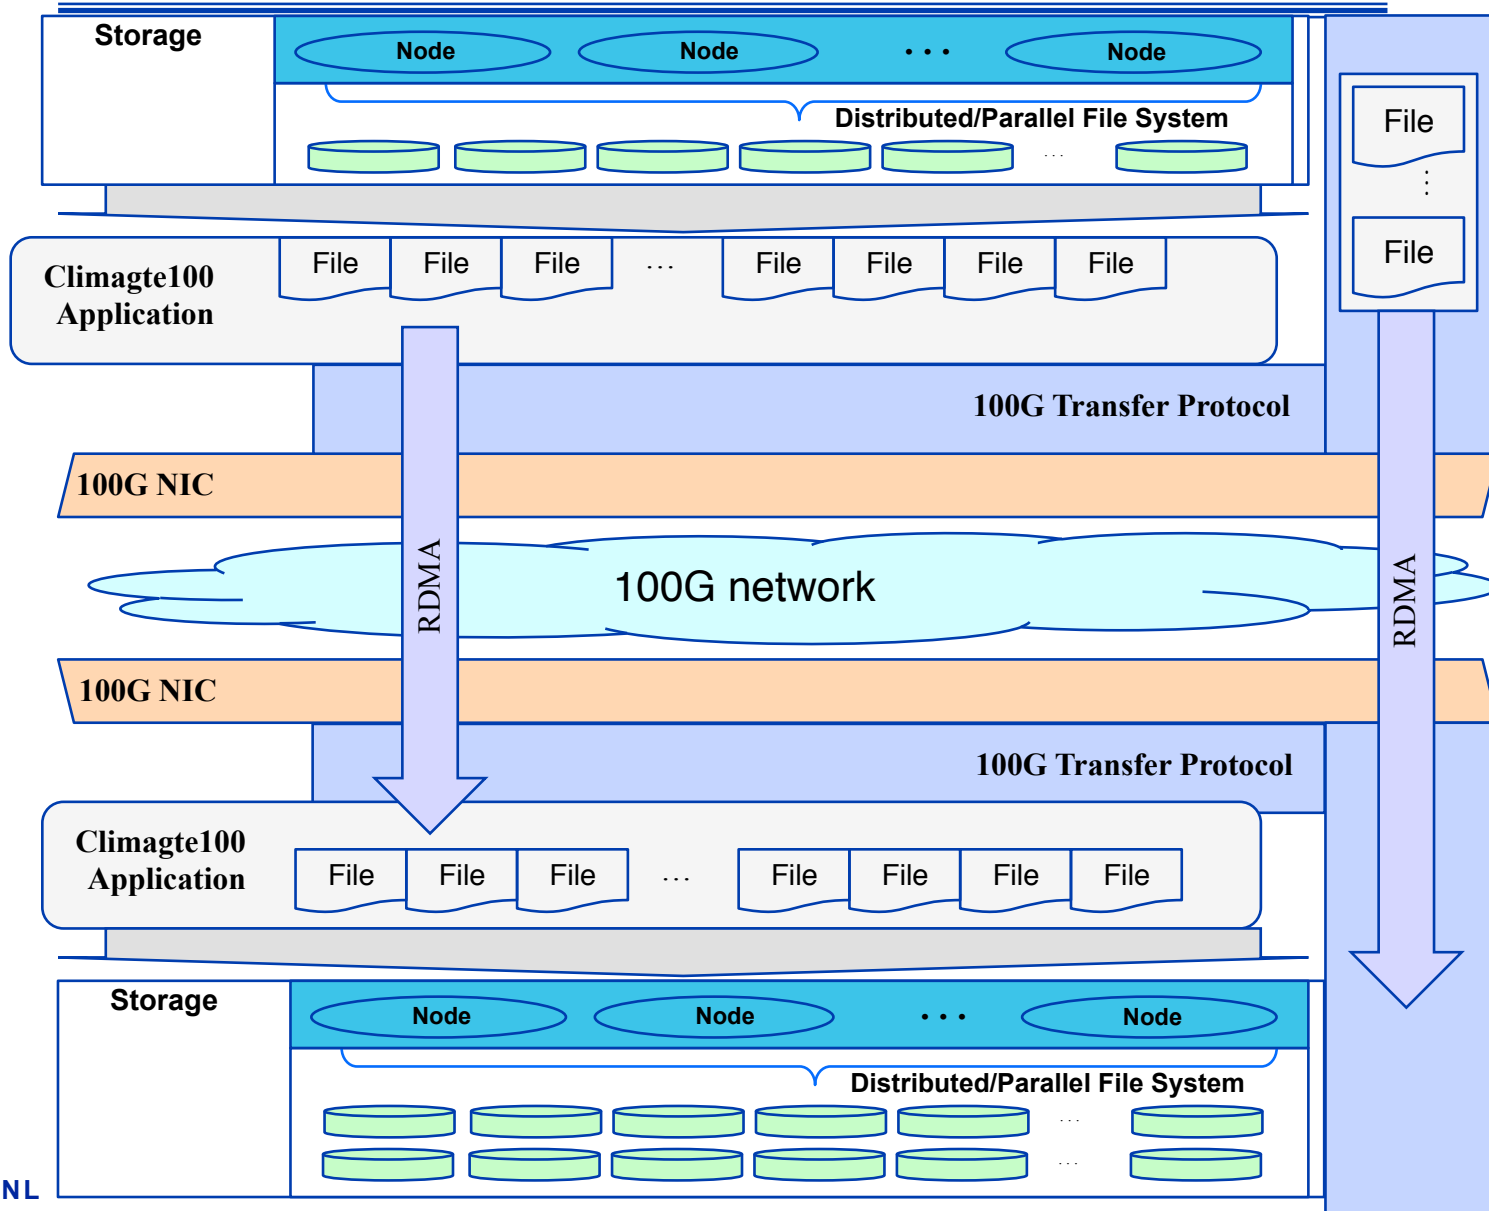 Storage
Node Node • • • Node
Distributed/Parallel File System
...
File
...
File
Climagte100
Application
File File File ... File File File File
100G Transfer Protocol
100G NIC
100G network
RDMA
RDMA
100G NIC
100G Transfer Protocol
Climagte100
Application
File File File ... File File File File
Storage
Node Node • • • Node
Distributed/Parallel File System
...
...
NL